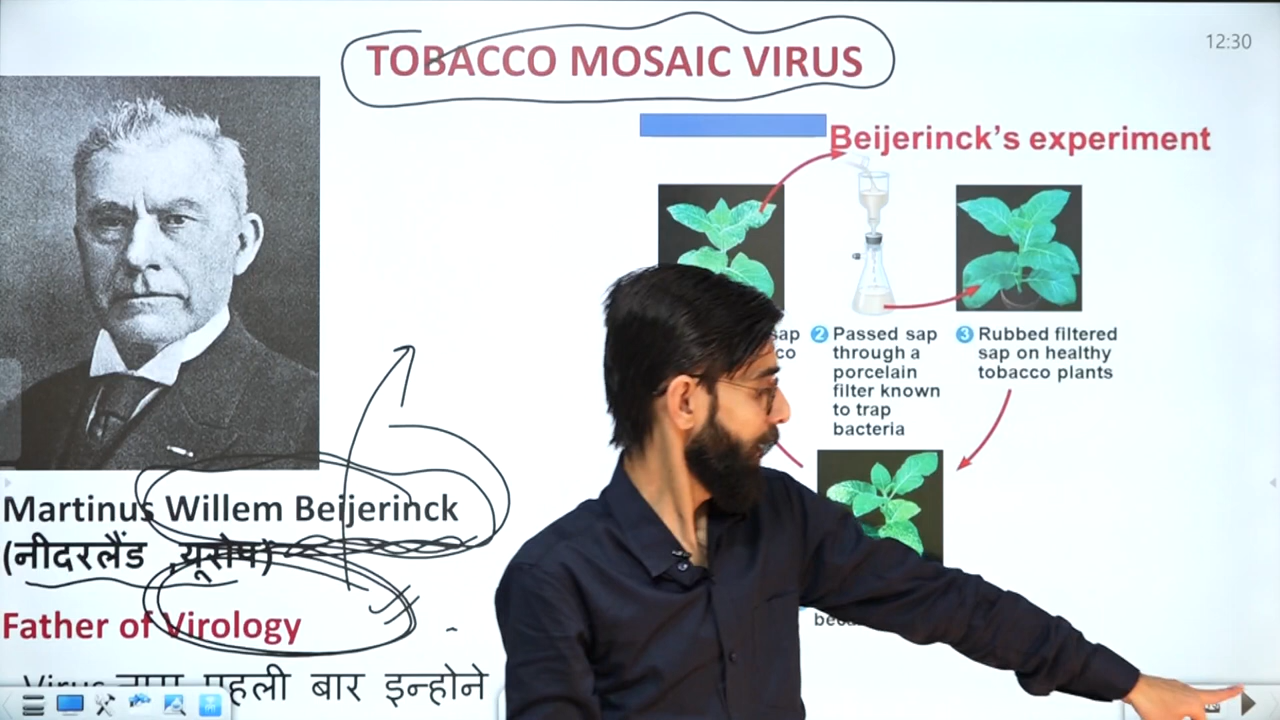 12:30
TOBACCO MOSAIC VIRUS
Beijerinck's experiment
sap
co
2 Passed sap
through a
porcelain
filter known
to trap
bacteria
3 Rubbed filtered
sap on healthy
tobacco plants
Martinus Willem Beijerinck
(नीदरलैंड ,यूरोप)
Father of Virology
Virus नाम पहली बार इन्होने